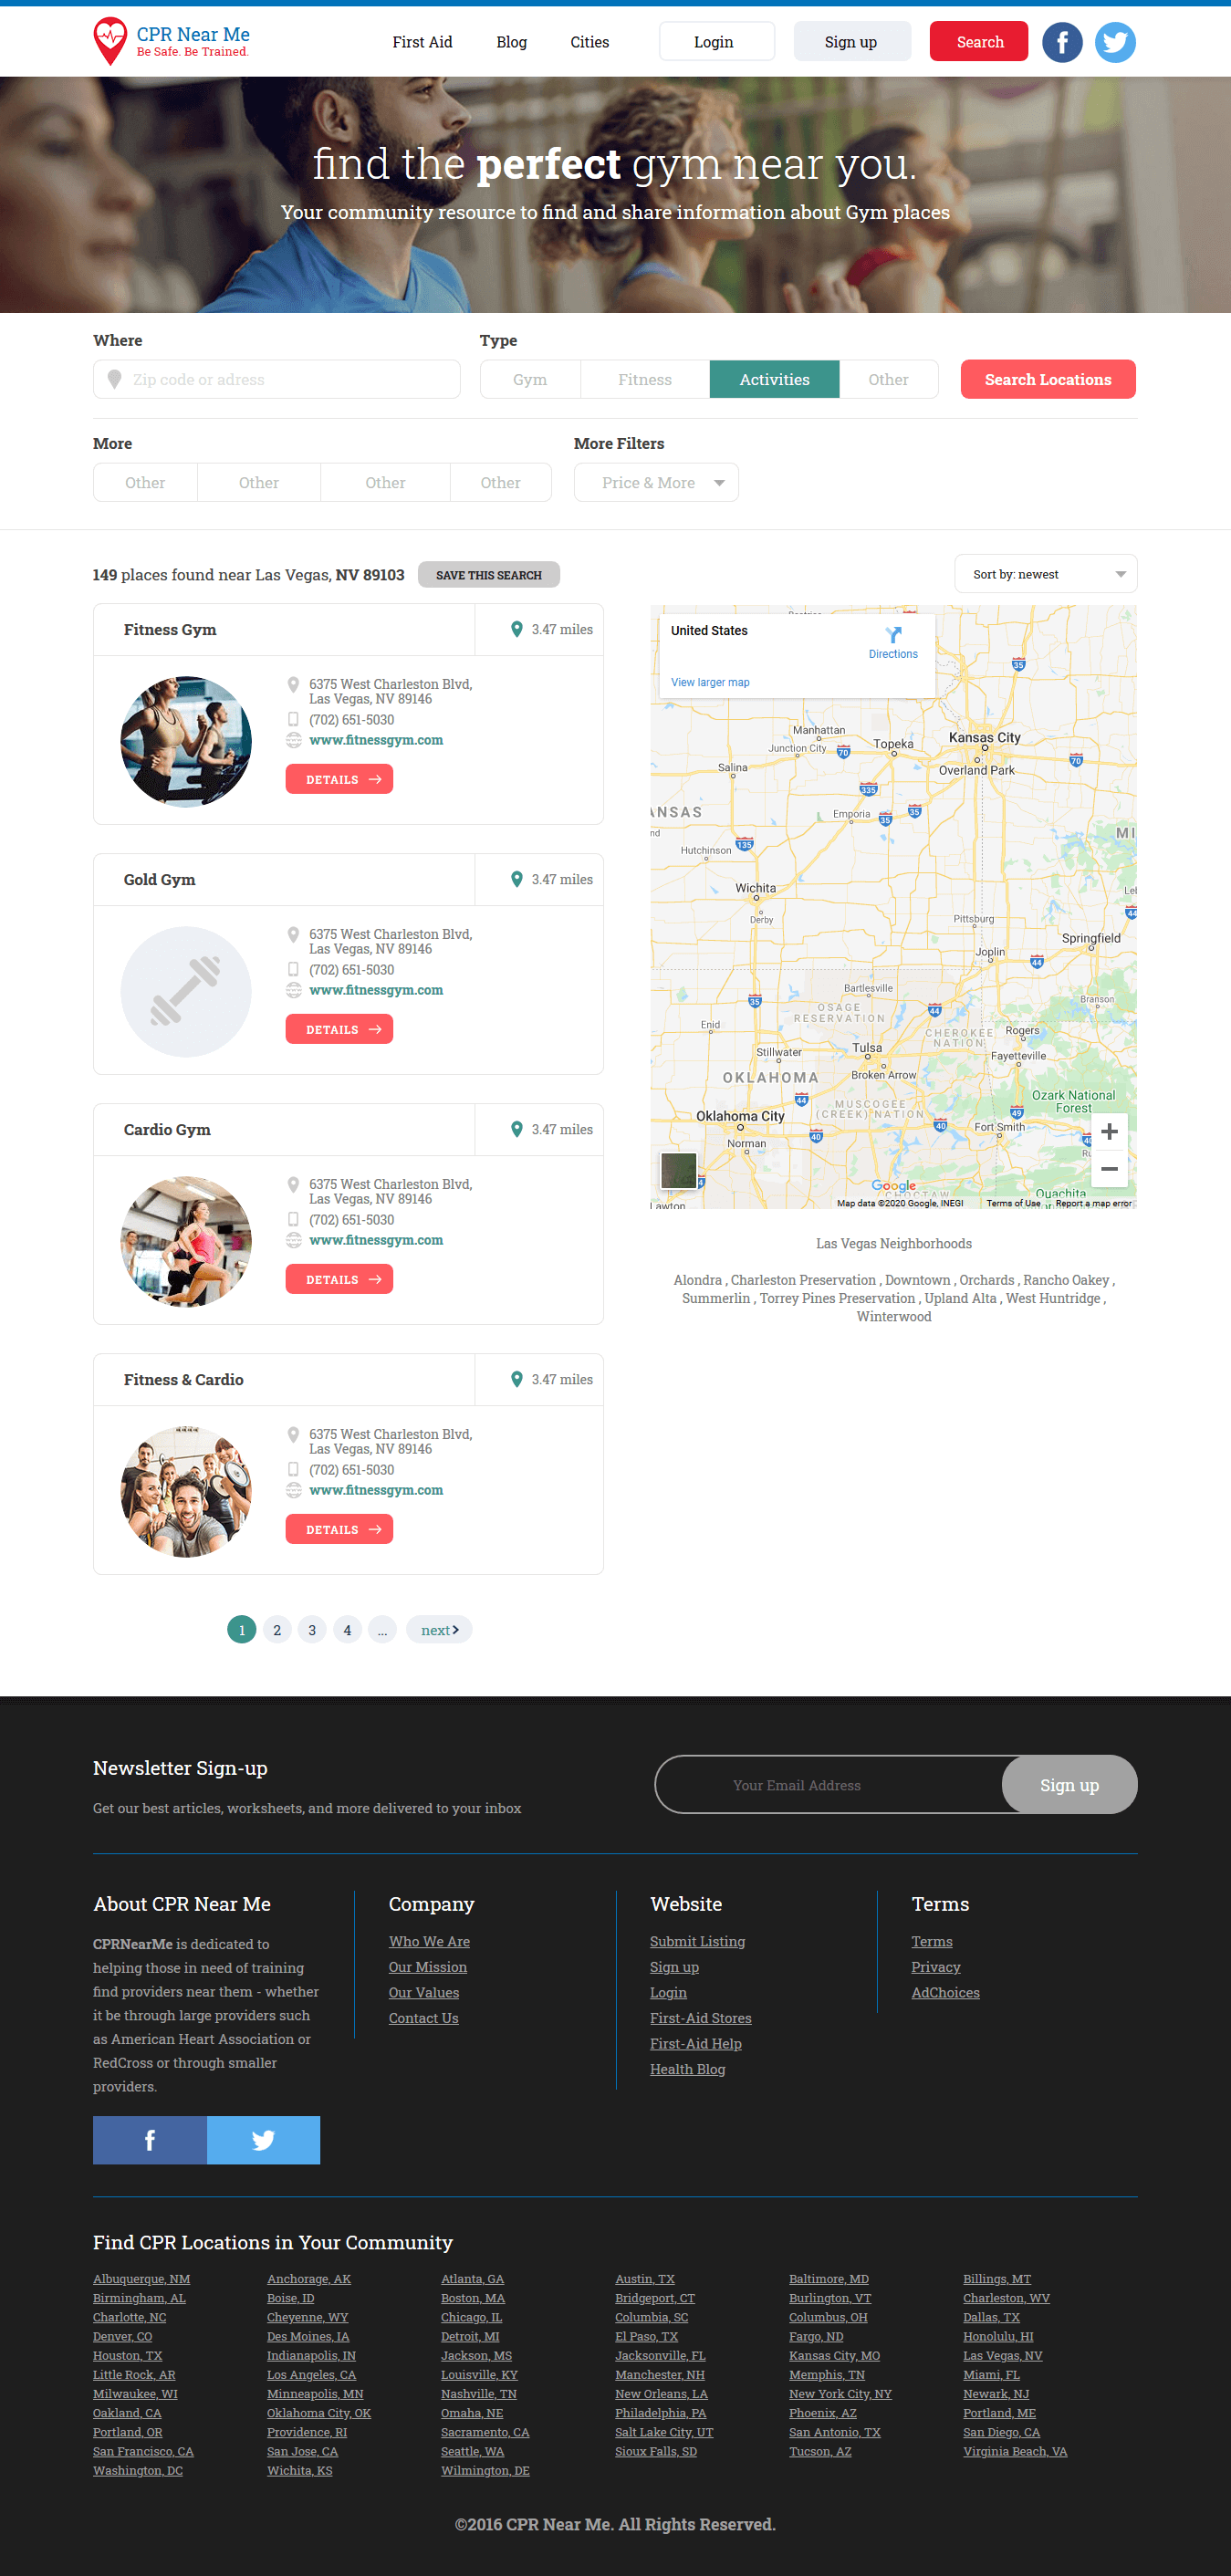 CPR Near Me
Be Safe. Be Trained.
First Aid
Blog
Cities
Login
Sign up
Search
find the perfect gym near you.
Your community resource to find and share information about Gym places
Where
Type
Zip code or adress
Gym
Fitness
Activities
Other
Search Locations
More
More Filters
Other
Other
Other
Other
Price & More
149 places found near Las Vegas, NV 89103
SAVE THIS SEARCH
Sort by: newest
Fitness Gym
3.47 miles
6375 West Charleston Blvd,
Las Vegas, NV 89146
(702) 651-5030
www.fitnessgym.com
DETAILS
Gold Gym
3.47 miles
6375 West Charleston Blvd,
Las Vegas, NV 89146
(702) 651-5030
www.fitnessgym.com
DETAILS
Cardio Gym
3.47 miles
6375 West Charleston Blvd,
Las Vegas, NV 89146
(702) 651-5030
www.fitnessgym.com
DETAILS
Fitness & Cardio
3.47 miles
6375 West Charleston Blvd,
Las Vegas, NV 89146
(702) 651-5030
www.fitnessgym.com
DETAILS
1
2
3
4
...
next
United States
Directions
View larger map
35
Manhattan
Junction City
70
Topeka
Kansas City
70
Salina
Overland Park
335
ANSAS
Emporia
35
35
MI
nd
Hutchinson
135
Wichita
Derby
Pittsburg
44
Springfield
Joplin
44
Bartlesville
35
OSAGE
RESERVATION
44
Branson
Enid
CHEROKEE
NATION
Rogers
Stillwater
Tulsa
Fayetteville
Broken Arrow
OKLAHOMA
44
Ozark National
Forest
MUSCOGEE
(CREEK) NATION
49
Oklahoma City
40
40
Fort Smith
Norman
Google
CHOCTAW
Ouachita
Lawton
Map data ©2020 Google, INEGI
Terms of Use
Report a map error
Las Vegas Neighborhoods
Alondra , Charleston Preservation , Downtown , Orchards , Rancho Oakey ,
Summerlin , Torrey Pines Preservation , Upland Alta , West Huntridge ,
Winterwood
Newsletter Sign-up
Get our best articles, worksheets, and more delivered to your inbox
Your Email Address
Sign up
About CPR Near Me
CPRNearMe is dedicated to
helping those in need of training
find providers near them - whether
it be through large providers such
as American Heart Association or
RedCross or through smaller
providers.
Company
Who We Are
Our Mission
Our Values
Contact Us
Website
Submit Listing
Sign up
Login
First-Aid Stores
First-Aid Help
Health Blog
Terms
Terms
Privacy
AdChoices
Find CPR Locations in Your Community
Albuquerque, NM
Anchorage, AK
Atlanta, GA
Austin, TX
Baltimore, MD
Billings, MT
Birmingham, AL
Boise, ID
Boston, MA
Bridgeport, CT
Burlington, VT
Charleston, WV
Charlotte, NC
Cheyenne, WY
Chicago, IL
Columbia, SC
Columbus, OH
Dallas, TX
Denver, CO
Des Moines, IA
Detroit, MI
El Paso, TX
Fargo, ND
Honolulu, HI
Houston, TX
Indianapolis, IN
Jackson, MS
Jacksonville, FL
Kansas City, MO
Las Vegas, NV
Little Rock, AR
Los Angeles, CA
Louisville, KY
Manchester, NH
Memphis, TN
Miami, FL
Milwaukee, WI
Minneapolis, MN
Nashville, TN
New Orleans, LA
New York City, NY
Newark, NJ
Oakland, CA
Oklahoma City, OK
Omaha, NE
Philadelphia, PA
Phoenix, AZ
Portland, ME
Portland, OR
Providence, RI
Sacramento, CA
Salt Lake City, UT
San Antonio, TX
San Diego, CA
San Francisco, CA
San Jose, CA
Seattle, WA
Sioux Falls, SD
Tucson, AZ
Virginia Beach, VA
Washington, DC
Wichita, KS
Wilmington, DE
©2016 CPR Near Me. All Rights Reserved.